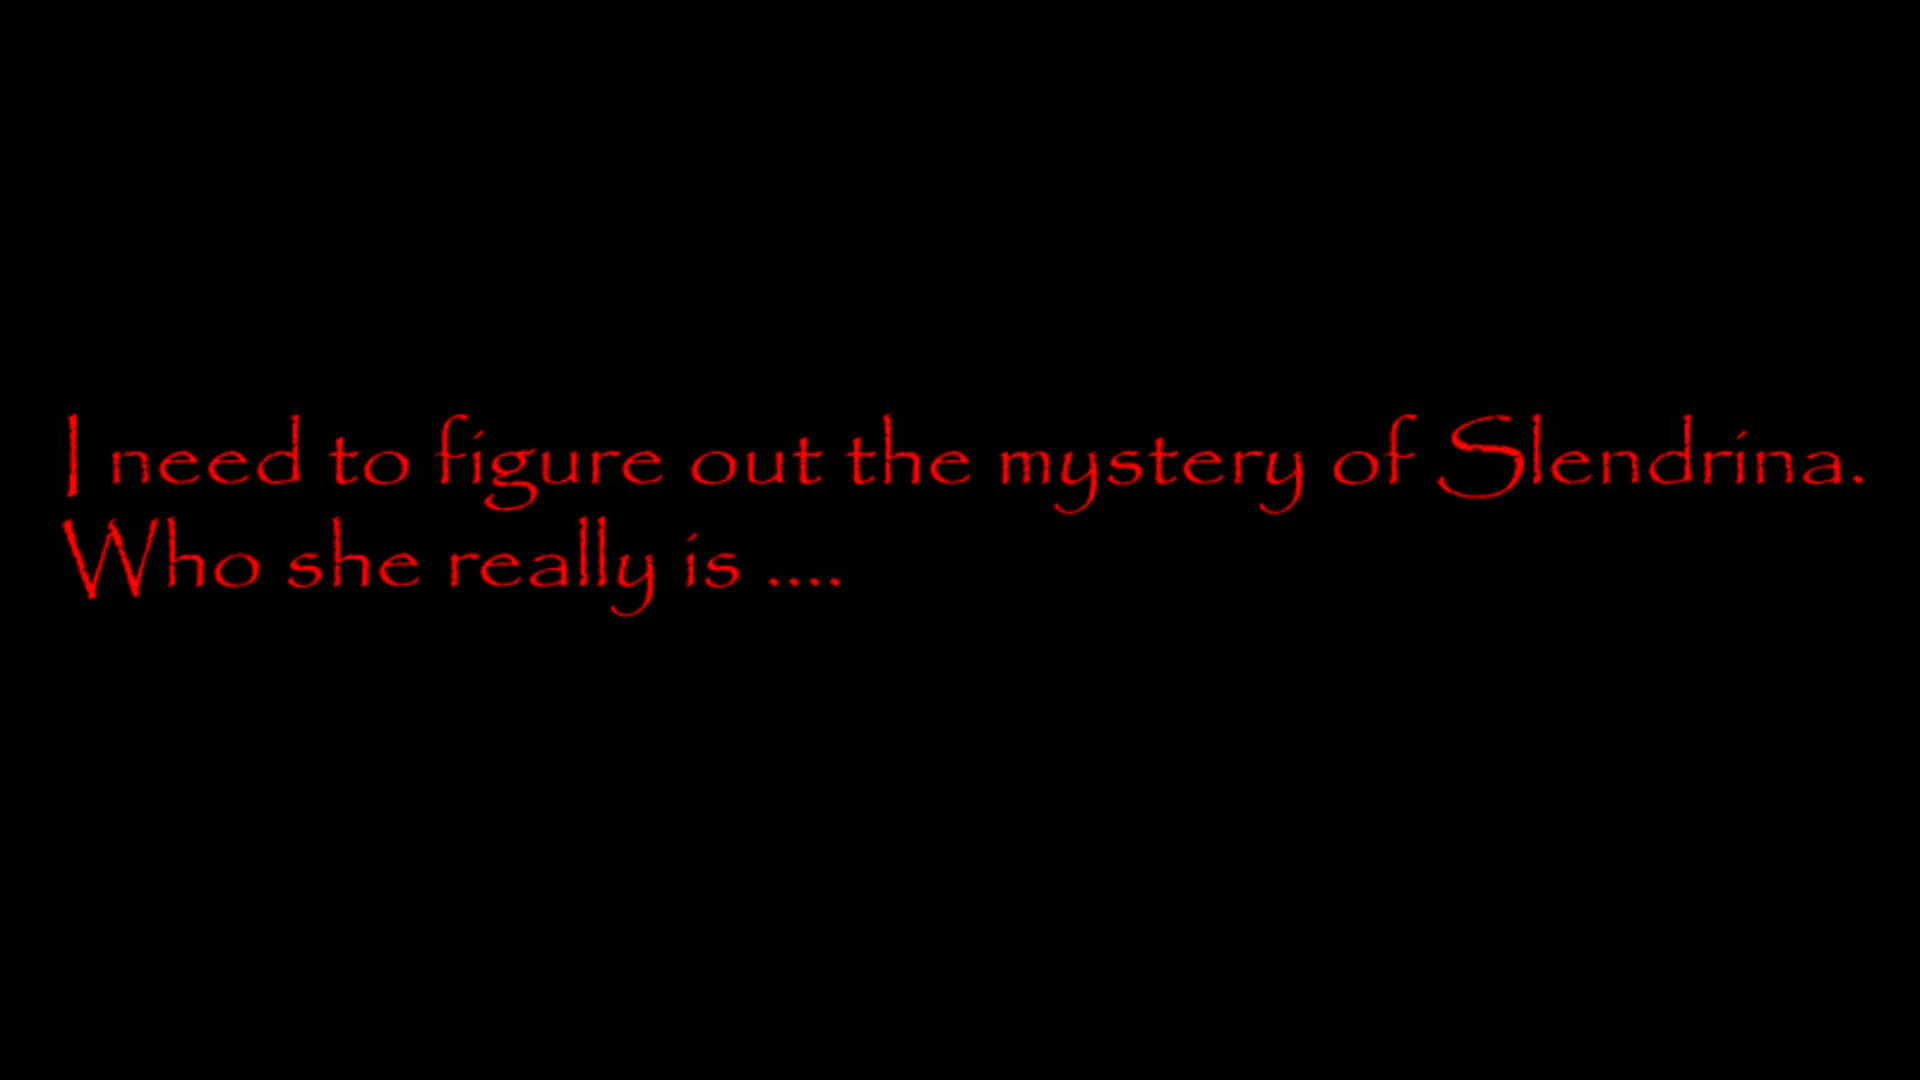 I need to figure out the mystery of Slendrina.
Who she really is ....